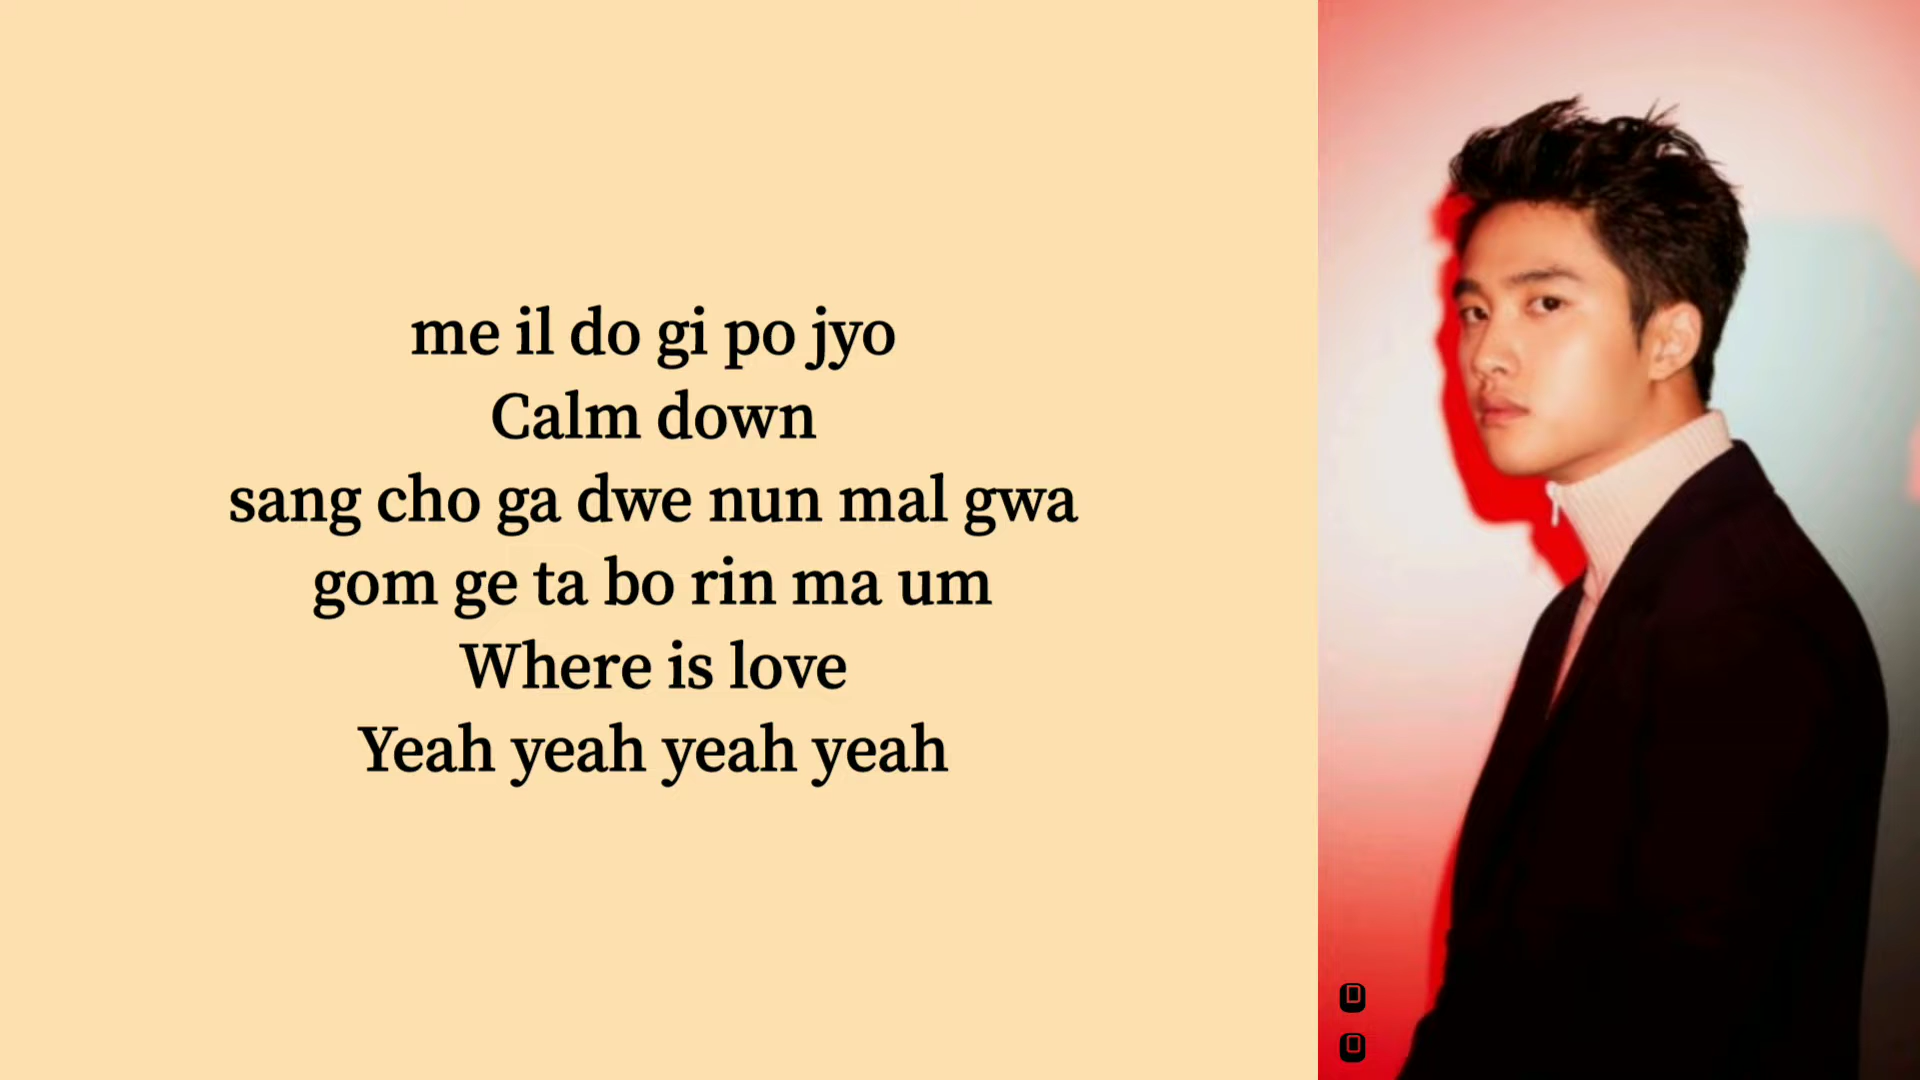 me il do gi po jyo
Calm down
sang cho ga dwe nun mal gwa
gom ge ta bo rin ma um
Where is love
Yeah yeah yeah yeah